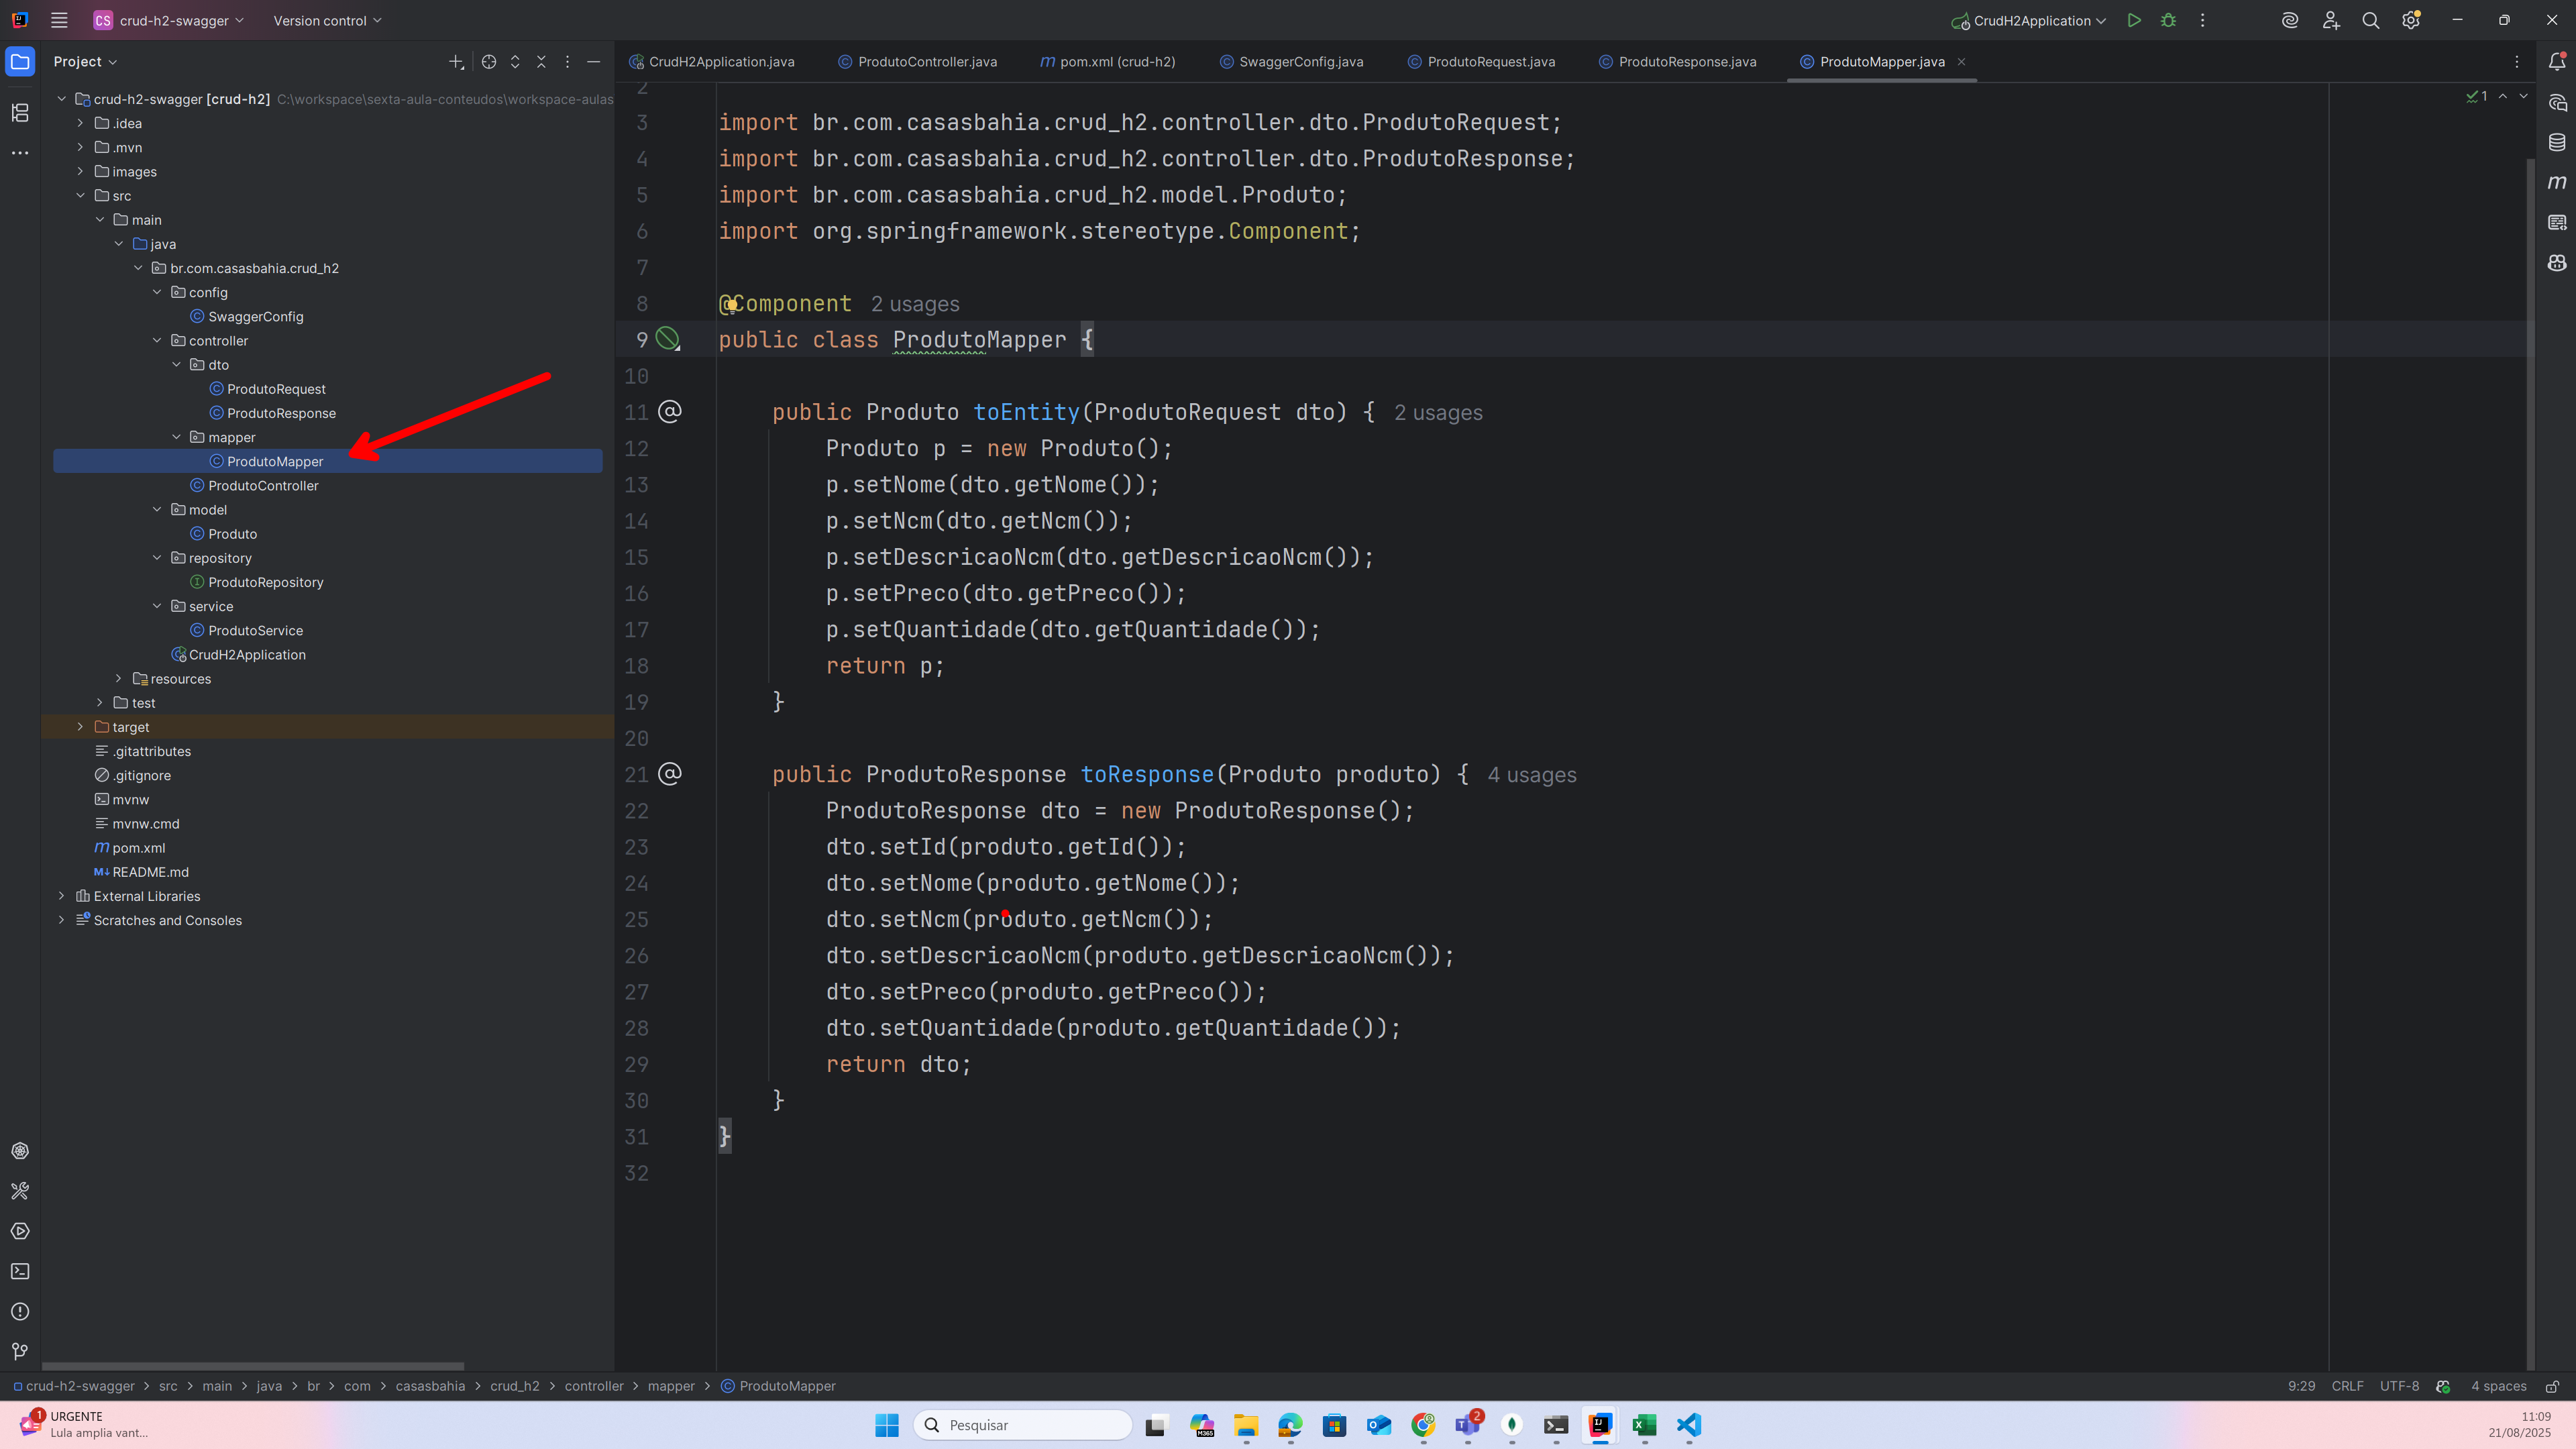 CS crud-h2-swagger Version control CrudH2Application
Project
CrudH2Application.java ProdutoController.java pom.xml (crud-h2) SwaggerConfig.java ProdutoRequest.java ProdutoResponse.java ProdutoMapper.java
crud-h2-swagger [crud-h2] C:\workspace\sexta-aula-conteudos\workspace-aulas
.idea
.mvn
images
src
main
java
br.com.casasbahia.crud_h2
config
SwaggerConfig
controller
dto
ProdutoRequest
ProdutoResponse
mapper
ProdutoMapper
ProdutoController
model
Produto
repository
ProdutoRepository
service
ProdutoService
CrudH2Application
resources
test
target
.gitattributes
.gitignore
mvnw
mvnw.cmd
pom.xml
README.md
External Libraries
Scratches and Consoles
1
2
3 import br.com.casasbahia.crud_h2.controller.dto.ProdutoRequest;
4 import br.com.casasbahia.crud_h2.controller.dto.ProdutoResponse;
5 import br.com.casasbahia.crud_h2.model.Produto;
6 import org.springframework.stereotype.Component;
7
8 @Component 2 usages
9 public class ProdutoMapper {
10
11 public Produto toEntity(ProdutoRequest dto) { 2 usages
12 Produto p = new Produto();
13 p.setNome(dto.getNome());
14 p.setNcm(dto.getNcm());
15 p.setDescricaoNcm(dto.getDescricaoNcm());
16 p.setPreco(dto.getPreco());
17 p.setQuantidade(dto.getQuantidade());
18 return p;
19 }
20
21 public ProdutoResponse toResponse(Produto produto) { 4 usages
22 ProdutoResponse dto = new ProdutoResponse();
23 dto.setId(produto.getId());
24 dto.setNome(produto.getNome());
25 dto.setNcm(produto.getNcm());
26 dto.setDescricaoNcm(produto.getDescricaoNcm());
27 dto.setPreco(produto.getPreco());
28 dto.setQuantidade(produto.getQuantidade());
29 return dto;
30 }
31 }
32
crud-h2-swagger > src > main > java > br > com > casasbahia > crud_h2 > controller > mapper > ProdutoMapper 9:29 CRLF UTF-8 4 spaces
1 URGENTE
Lula amplia vant...
Pesquisar
M365
2
11:09
21/08/2025